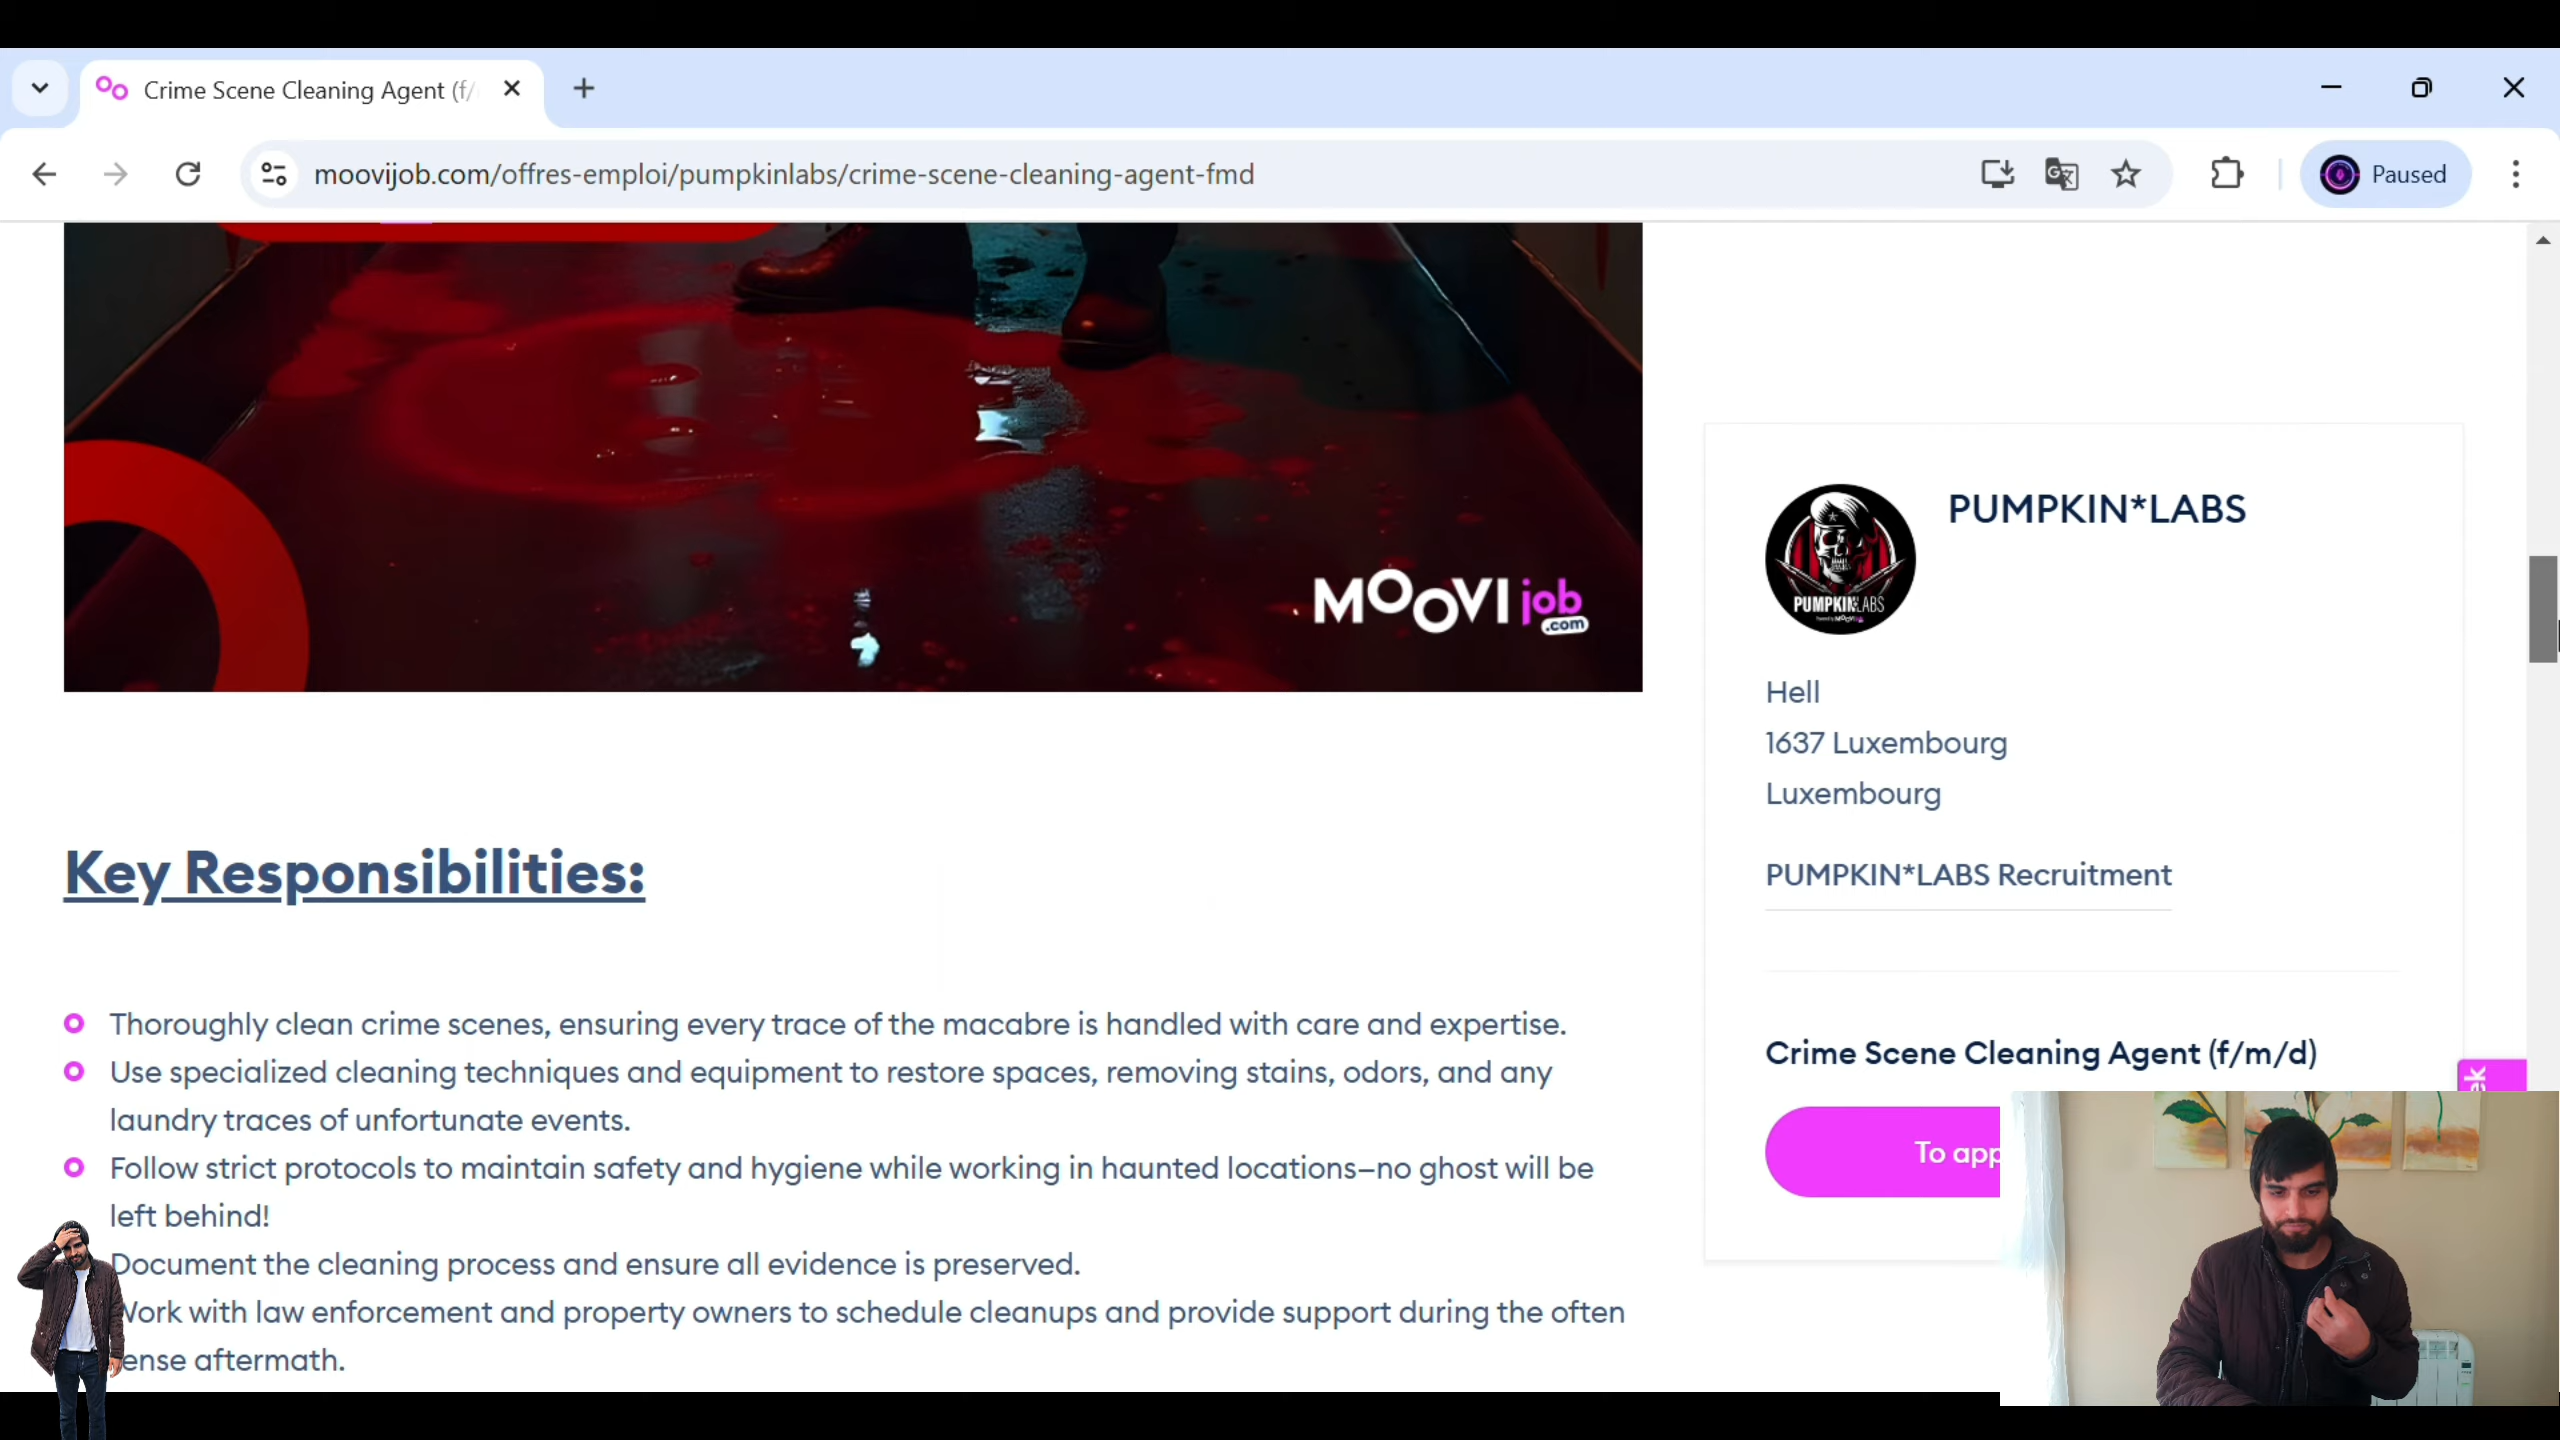 Crime Scene Cleaning Agent (f/
moovijob.com/offres-emploi/pumpkinlabs/crime-scene-cleaning-agent-fmd
Paused
MOOVI job
.com
PUMPKIN*LABS
PUMPKINLABS
Hell
1637 Luxembourg
Luxembourg
PUMPKIN*LABS Recruitment
Crime Scene Cleaning Agent (f/m/d)
To app
Key Responsibilities:
Thoroughly clean crime scenes, ensuring every trace of the macabre is handled with care and expertise.
Use specialized cleaning techniques and equipment to restore spaces, removing stains, odors, and any
laundry traces of unfortunate events.
Follow strict protocols to maintain safety and hygiene while working in haunted locations—no ghost will be
left behind!
Document the cleaning process and ensure all evidence is preserved.
Work with law enforcement and property owners to schedule cleanups and provide support during the often
ense aftermath.